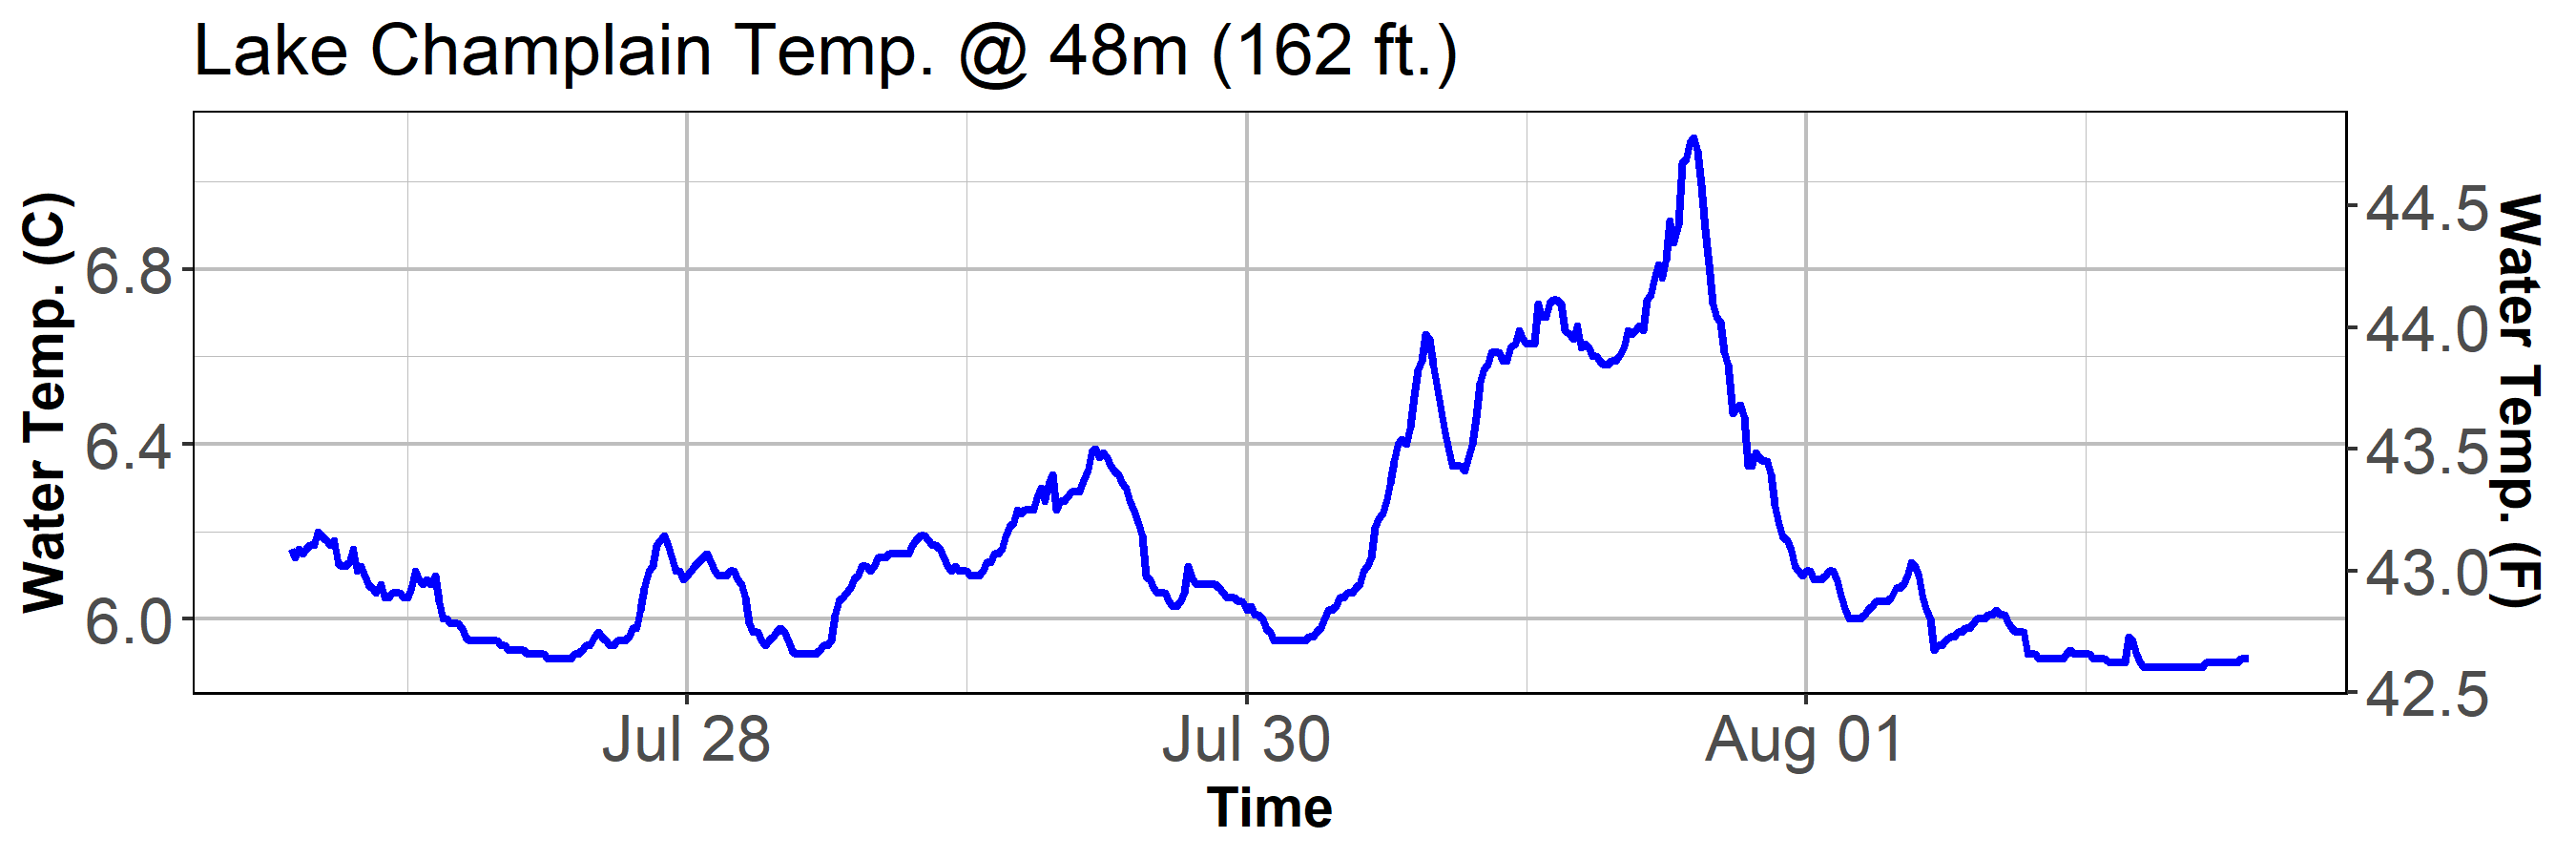 Lake Champlain Temp. @ 48m (162 ft.)
Water Temp. (C)
6.8
6.4
6.0
44.5
44.0
43.5
43.0
42.5
Water Temp. (F)
Jul 28
Jul 30
Aug 01
Time